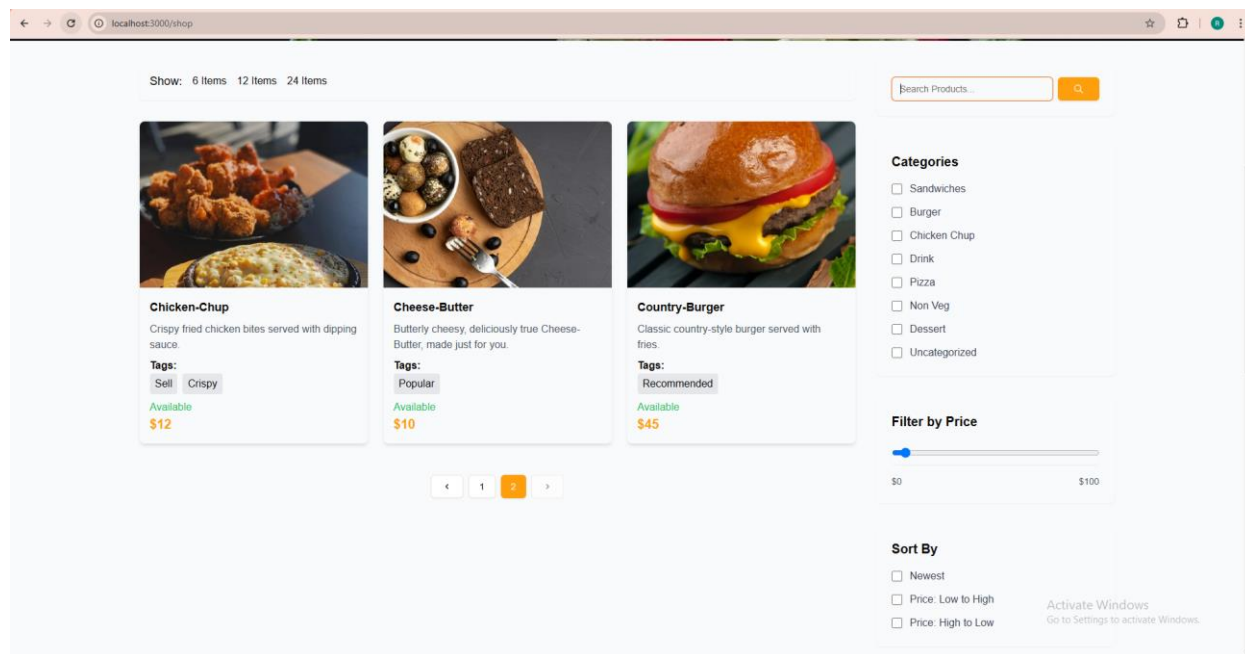 localhost:3000/shop
Show: 6 Items 12 Items 24 Items
Search Products...
Chicken-Chup
Crispy fried chicken bites served with dipping
sauce.
Tags:
Sell Crispy
Available
$12
Cheese-Butter
Butterly cheesy, deliciously true Cheese-
Butter, made just for you.
Tags:
Popular
Available
$10
Country-Burger
Classic country-style burger served with
fries.
Tags:
Recommended
Available
$45
1 2
Categories
Sandwiches
Burger
Chicken Chup
Drink
Pizza
Non Veg
Dessert
Uncategorized
Filter by Price
$0 $100
Sort By
Newest
Price: Low to High
Price: High to Low
Activate Windows
Go to Settings to activate Windows.